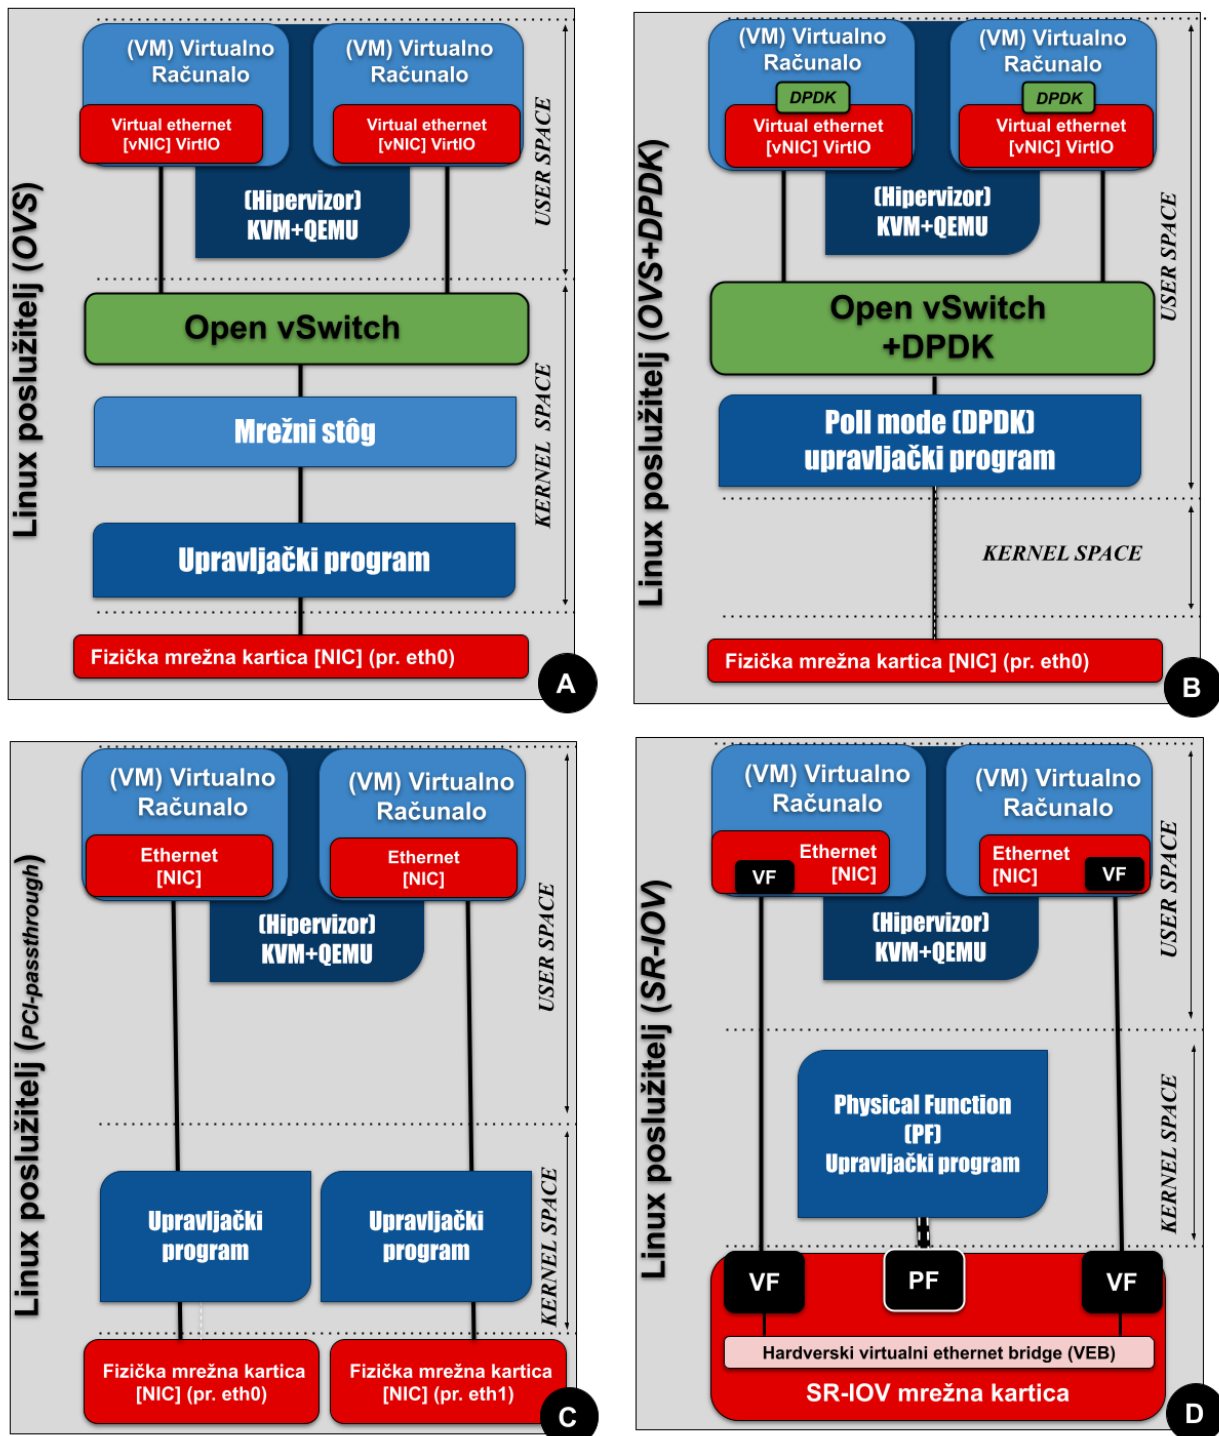 Linux poslužitelj (OVS)
(VM) Virtualno
Računalo
(VM) Virtualno
Računalo
Virtual ethernet
[vNIC] VirtIO
Virtual ethernet
[vNIC] VirtIO
(Hipervizor)
KVM+QEMU
USER SPACE
Open vSwitch
Mrežni stôg
Upravljački program
KERNEL SPACE
Fizička mrežna kartica [NIC] (pr. eth0)
A
Linux poslužitelj (OVS+DPDK)
(VM) Virtualno
Računalo
(VM) Virtualno
Računalo
DPDK
DPDK
Virtual ethernet
[vNIC] VirtIO
Virtual ethernet
[vNIC] VirtIO
(Hipervizor)
KVM+QEMU
USER SPACE
Open vSwitch
+DPDK
Poll mode (DPDK)
upravljački program
KERNEL SPACE
Fizička mrežna kartica [NIC] (pr. eth0)
B
Linux poslužitelj (PCI-passthrough)
(VM) Virtualno
Računalo
(VM) Virtualno
Računalo
Ethernet
[NIC]
Ethernet
[NIC]
(Hipervizor)
KVM+QEMU
USER SPACE
Upravljački
program
Upravljački
program
KERNEL SPACE
Fizička mrežna kartica
[NIC] (pr. eth0)
Fizička mrežna kartica
[NIC] (pr. eth1)
C
Linux poslužitelj (SR-IOV)
(VM) Virtualno
Računalo
(VM) Virtualno
Računalo
Ethernet
[NIC]
VF
Ethernet
[NIC]
VF
(Hipervizor)
KVM+QEMU
USER SPACE
Physical Function
(PF)
Upravljački program
KERNEL SPACE
VF
PF
VF
Hardverski virtualni ethernet bridge (VEB)
SR-IOV mrežna kartica
D